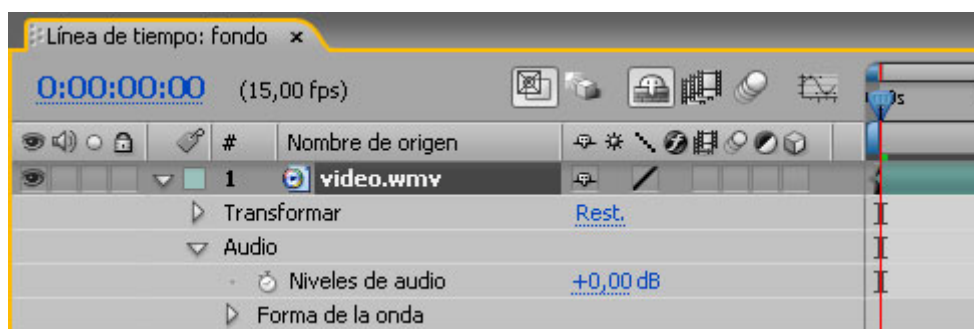 Línea de tiempo: fondo ×
0:00:00:00 (15,00 fps)
# Nombre de origen
1 video.wmv
Transformar Rest.
Audio
Niveles de audio +0,00 dB
Forma de la onda